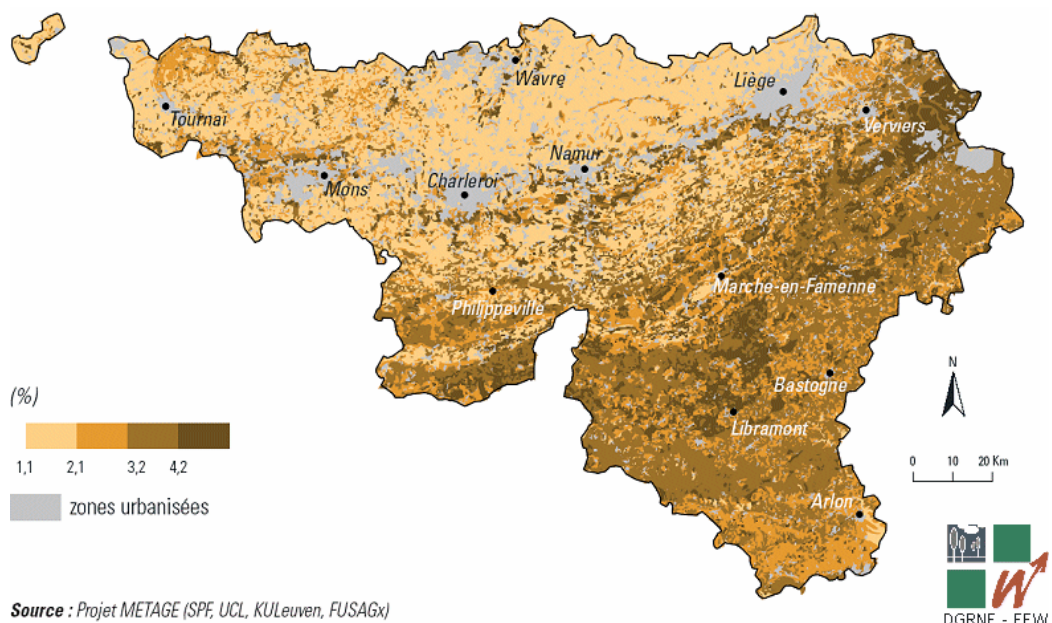 Wavre
Liège
Tournai
Verviers
Namur
Mons
Charleroi
Marche-en-Famenne
Philippeville
(%)
N
Bastogne
Libramont
1,1 2,1 3,2 4,2
0 10 20 Km
zones urbanisées
Arlon
W
Source : Projet METAGE (SPF, UCL, KULeuven, FUSAGx)
DGRNE - EEW